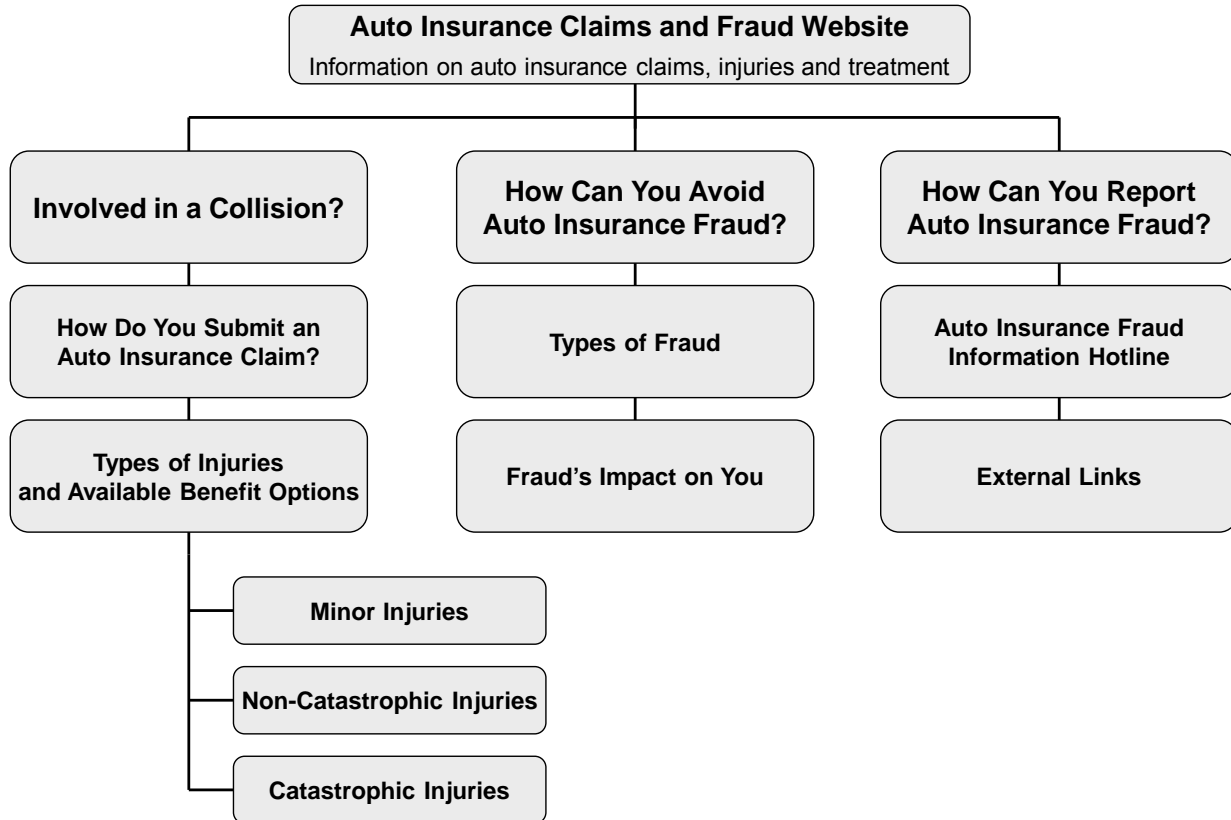 Auto Insurance Claims and Fraud Website
Information on auto insurance claims, injuries and treatment
Involved in a Collision?
How Do You Submit an
Auto Insurance Claim?
Types of Injuries
and Available Benefit Options
Minor Injuries
Non-Catastrophic Injuries
Catastrophic Injuries
How Can You Avoid
Auto Insurance Fraud?
Types of Fraud
Fraud’s Impact on You
How Can You Report
Auto Insurance Fraud?
Auto Insurance Fraud
Information Hotline
External Links